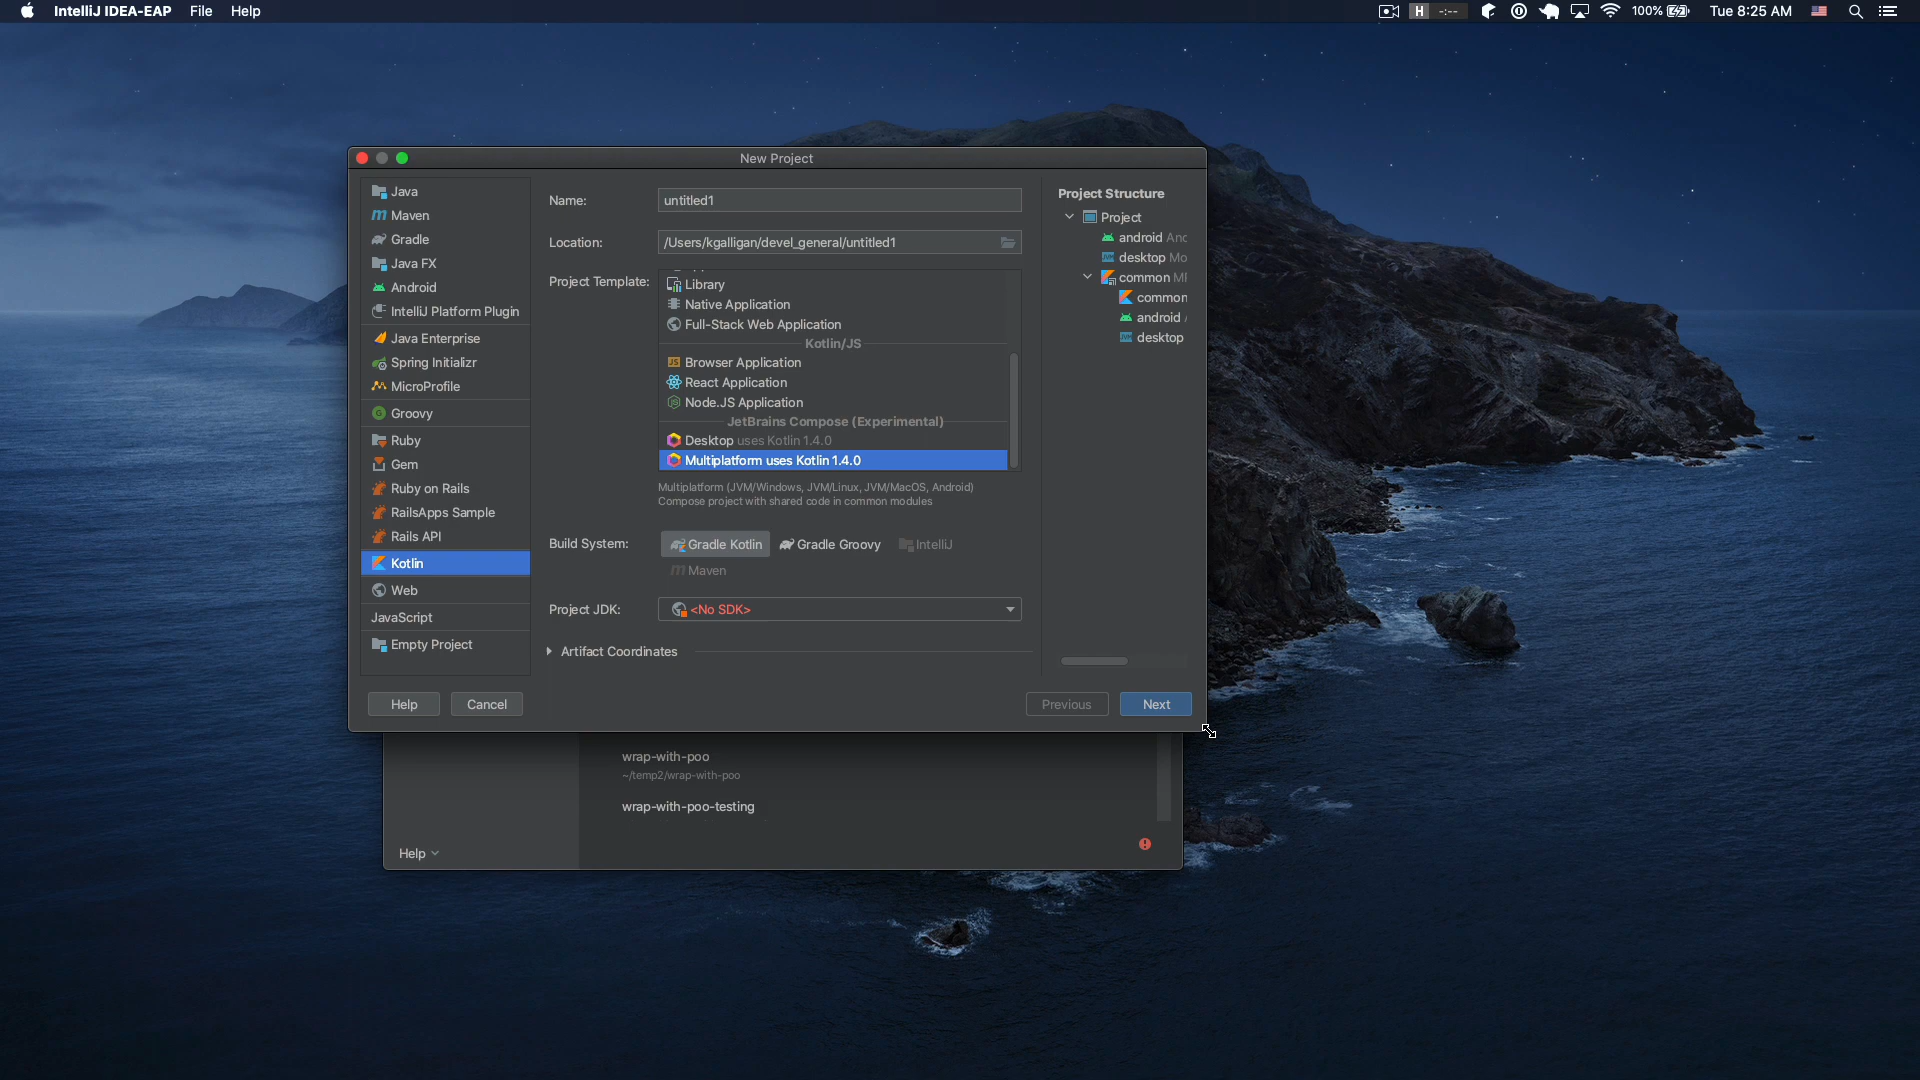 IntelliJ IDEA-EAP File Help
H -:-- 100% Tue 8:25 AM
New Project
Java
Maven
Gradle
Java FX
Android
IntelliJ Platform Plugin
Java Enterprise
Spring Initializr
MicroProfile
Groovy
Ruby
Gem
Ruby on Rails
RailsApps Sample
Rails API
Kotlin
Web
JavaScript
Empty Project
Name: untitled1
Location: /Users/kgalligan/devel_general/untitled1
Project Template:
Library
Native Application
Full-Stack Web Application
Kotlin/JS
Browser Application
React Application
Node.JS Application
JetBrains Compose (Experimental)
Desktop uses Kotlin 1.4.0
Multiplatform uses Kotlin 1.4.0
Multiplatform (JVM/Windows, JVM/Linux, JVM/MacOS, Android)
Compose project with shared code in common modules
Build System: Gradle Kotlin Gradle Groovy IntelliJ
Maven
Project JDK: <No SDK>
Artifact Coordinates
Project Structure
Project
android
desktop
common
common
android
desktop
Help Cancel Previous Next
wrap-with-poo
~/temp2/wrap-with-poo
wrap-with-poo-testing
Help